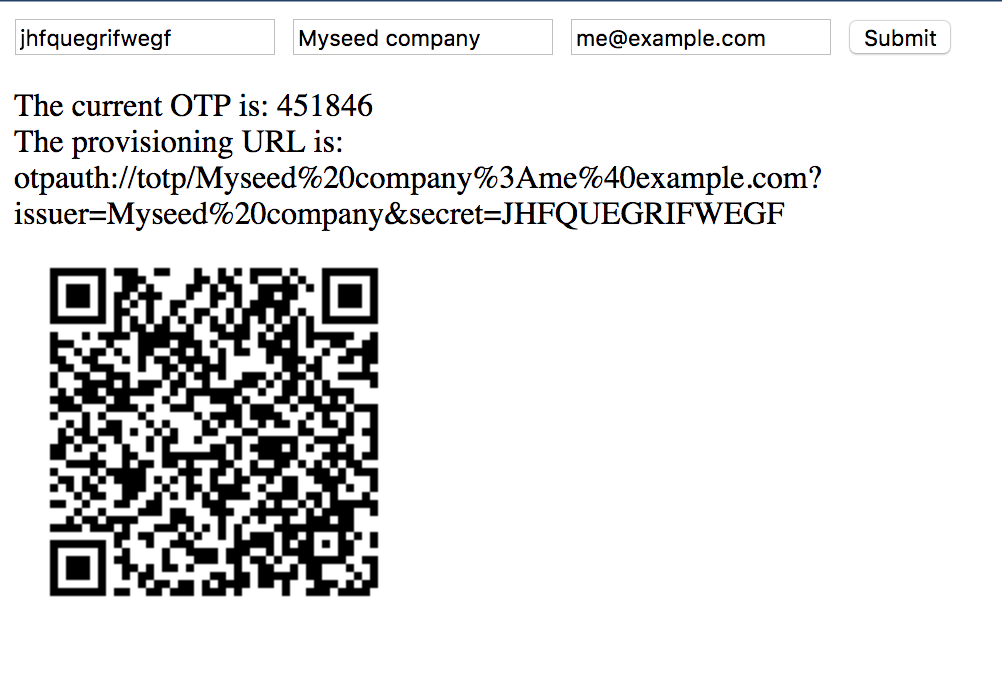 jhfquegrifwegf Myseed company me@example.com Submit
The current OTP is: 451846
The provisioning URL is:
otpauth://totp/Myseed%20company%3Ame%40example.com?
issuer=Myseed%20company&secret=JHFQUEGRIFWEGF